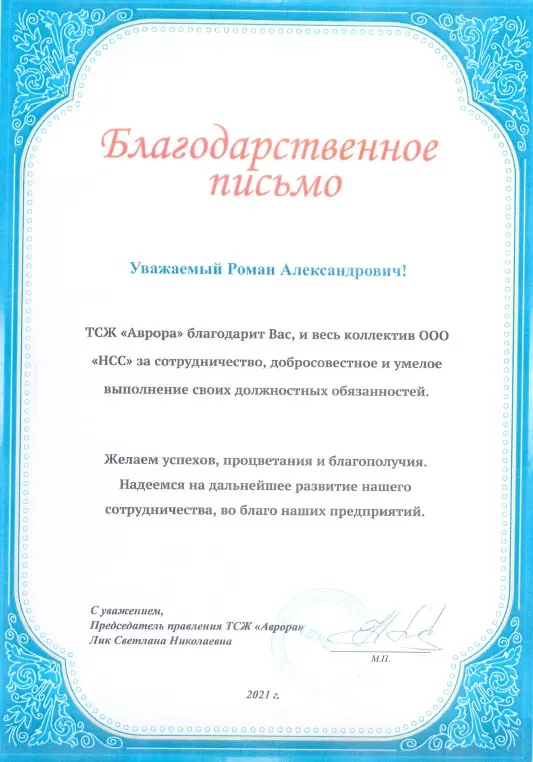 Благодарственное
письмо
Уважаемый Роман Александрович!
ТСЖ «Аврора» благодарит Вас, и весь коллектив ООО
«НСС» за сотрудничество, добросовестное и умелое
выполнение своих должностных обязанностей.
Желаем успехов, процветания и благополучия.
Надеемся на дальнейшее развитие нашего
сотрудничества, во благо наших предприятий.
С уважением,
Председатель правления ТСЖ «Аврора»
Лик Светлана Николаевна
М.П.
2021 г.